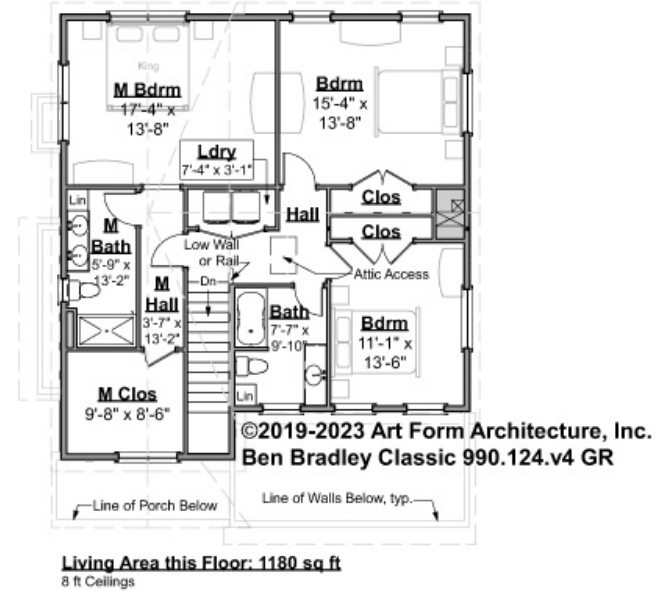 King
M Bdrm
17'-4" x
13'-8"
Bdrm
15'-4" x
13'-8"
Ldry
7'-4" x 3'-1"
Clos
Lin
Hall
M
Bath
5'-9" x
13'-2"
Clos
Low Wall
or Rail
Attic Access
Dn
M
Hall
3'-7" x
13'-2"
Bath
7'-7" x
9'-10"
Bdrm
11'-1" x
13'-6"
M Clos
9'-8" x 8'-6"
Lin
©2019-2023 Art Form Architecture, Inc.
Ben Bradley Classic 990.124.v4 GR
Line of Porch Below
Line of Walls Below, typ.
Living Area this Floor: 1180 sq ft
8 ft Ceilings